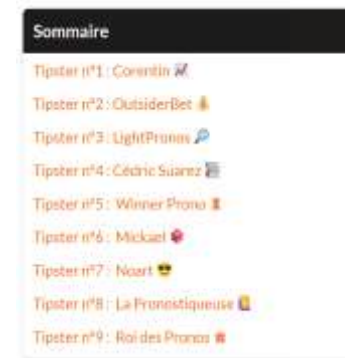 Sommaire
Tipster n°1 : Corentin 📈
Tipster n°2 : OutsiderBet
Tipster n°3 : LightPronos 🔎
Tipster n°4 : Cédric Suarez
Tipster n°5 : Winner Prono
Tipster n°6 : Mickael
Tipster n°7 : Noart 😎
Tipster n°8 : La Pronostiqueuse
Tipster n°9 : Roi des Pronos